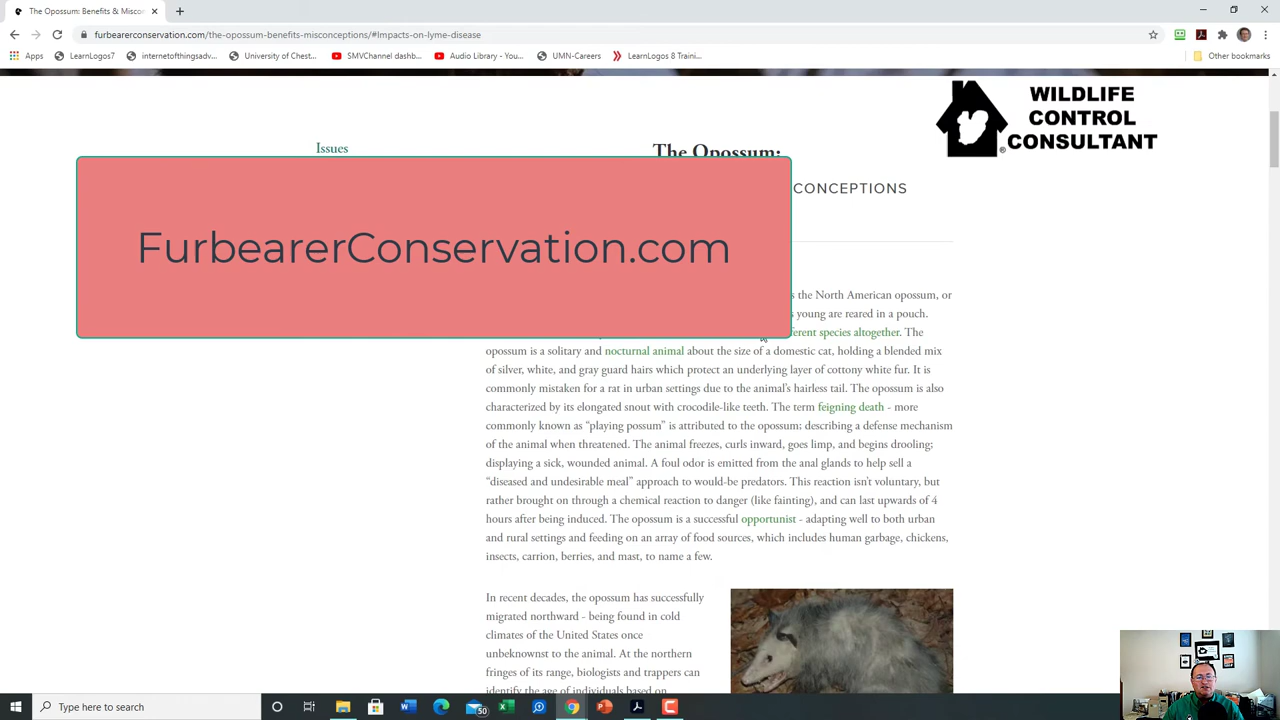 The Opossum: Benefits & Misc
furbearerconservation.com/the-opossum-benefits-misconceptions/#Impacts-on-lyme-disease
Apps LearnLogos7 internetofthingsadv... University of Chest... SMVChannel dashb... Audio Library - You... UMN-Careers LearnLogos 8 Traini... Other bookmarks
WILDLIFE
CONTROL
CONSULTANT
Issues
The Opossum:
CONCEPTIONS
FurbearerConservation.com
s the North American opossum, or
s young are reared in a pouch.
ferent species altogether. The
opossum is a solitary and nocturnal animal about the size of a domestic cat, holding a blended mix
of silver, white, and gray guard hairs which protect an underlying layer of cottony white fur. It is
commonly mistaken for a rat in urban settings due to the animal's hairless tail. The opossum is also
characterized by its elongated snout with crocodile-like teeth. The term feigning death - more
commonly known as “playing possum” is attributed to the opossum; describing a defense mechanism
of the animal when threatened. The animal freezes, curls inward, goes limp, and begins drooling;
displaying a sick, wounded animal. A foul odor is emitted from the anal glands to help sell a
“diseased and undesirable meal” approach to would-be predators. This reaction isn't voluntary, but
rather brought on through a chemical reaction to danger (like fainting), and can last upwards of 4
hours after being induced. The opossum is a successful opportunist - adapting well to both urban
and rural settings and feeding on an array of food sources, which includes human garbage, chickens,
insects, carrion, berries, and mast, to name a few.
In recent decades, the opossum has successfully
migrated northward - being found in cold
climates of the United States once
unbeknownst to the animal. At the northern
fringes of its range, biologists and trappers can
identify the age of individuals based on
Type here to search
50